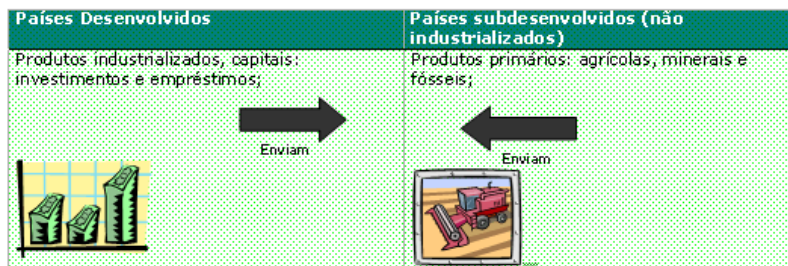 Países Desenvolvidos
Produtos industrializados, capitais:
investimentos e empréstimos;
Enviam
Países subdesenvolvidos (não
industrializados)
Produtos primários: agrícolas, minerais e
fósseis;
Enviam